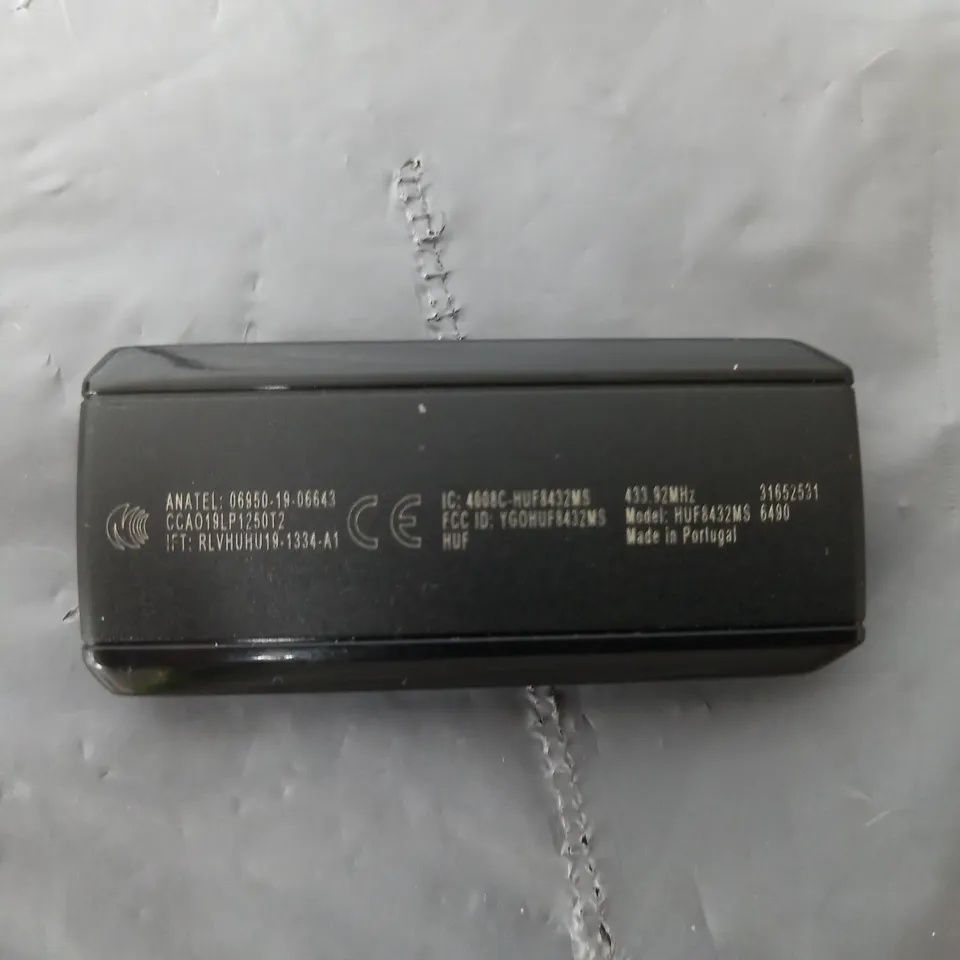 ANATEL: 06950-19-06643
CCAO19LP1250T2
IFT: RLVHUHU19-1334-A1
CE
IC: 4008C-HUF8432MS
FCC ID: YGOHUF8432MS
HUF
433.92MHz
Model: HUF8432MS
Made in Portugal
31652531
6490